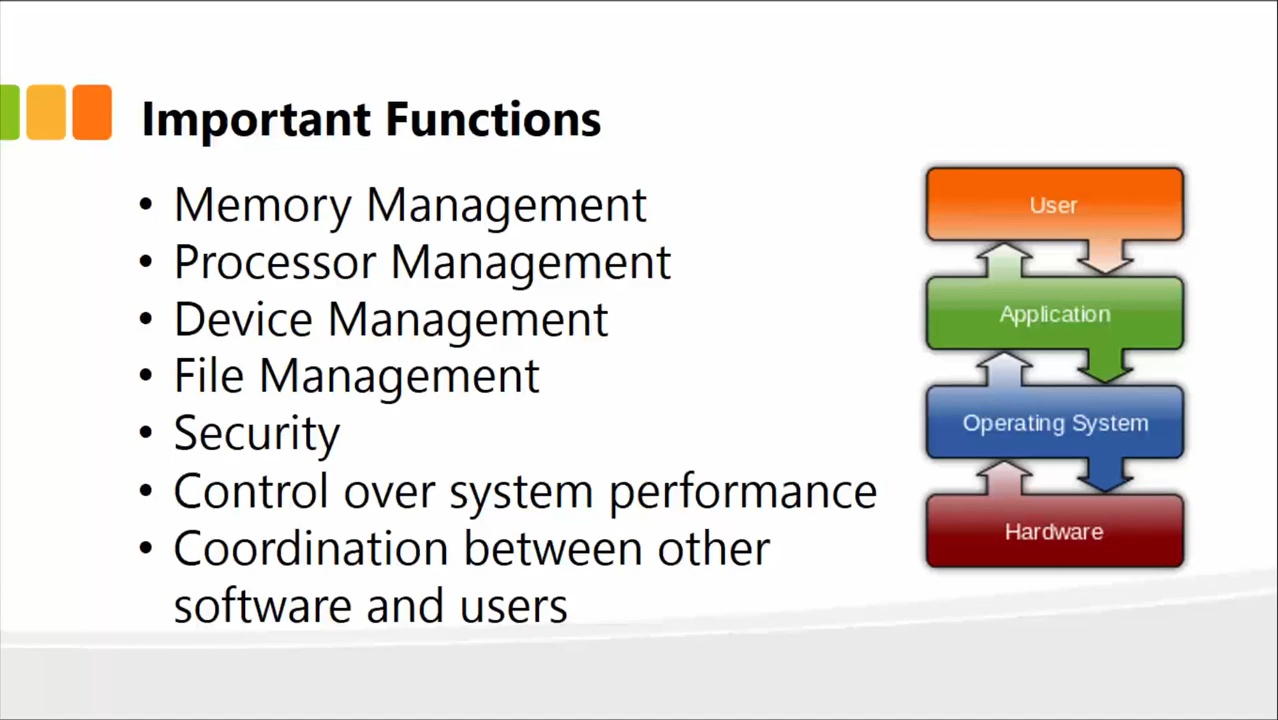 Important Functions
• Memory Management
• Processor Management
• Device Management
• File Management
• Security
• Control over system performance
• Coordination between other
software and users
User
Application
Operating System
Hardware